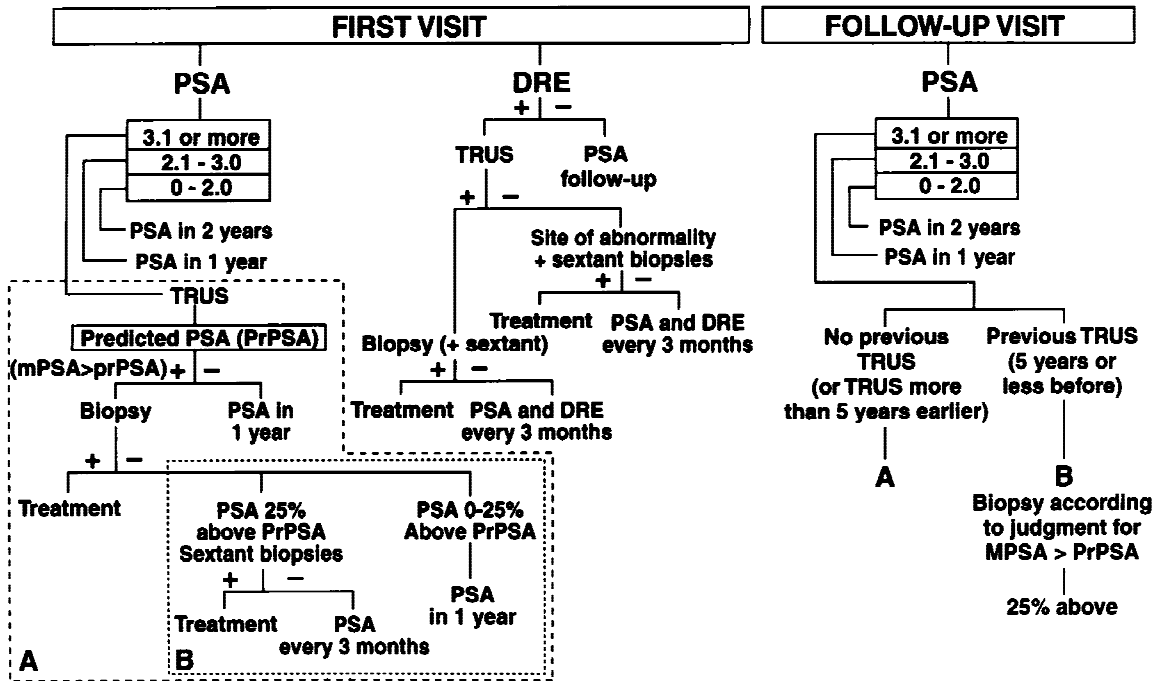 FIRST VISIT
PSA
3.1 or more
2.1 - 3.0
0 - 2.0
PSA in 2 years
PSA in 1 year
TRUS
Predicted PSA (PrPSA)
(mPSA>prPSA) + −
Biopsy
PSA in
1 year
+ −
Treatment
PSA 25%
above PrPSA
Sextant biopsies
+ −
Treatment
PSA
every 3 months
PSA 0-25%
Above PrPSA
PSA
in 1 year
A
B
DRE
+ −
TRUS
PSA
follow-up
+ −
Site of abnormality
+ sextant biopsies
+ −
Treatment
PSA and DRE
every 3 months
Biopsy (+ sextant)
+ −
Treatment
PSA and DRE
every 3 months
FOLLOW-UP VISIT
PSA
3.1 or more
2.1 - 3.0
0 - 2.0
PSA in 2 years
PSA in 1 year
No previous
TRUS
(or TRUS more
than 5 years earlier)
A
Previous TRUS
(5 years or
less before)
B
Biopsy according
to judgment for
MPSA > PrPSA
25% above